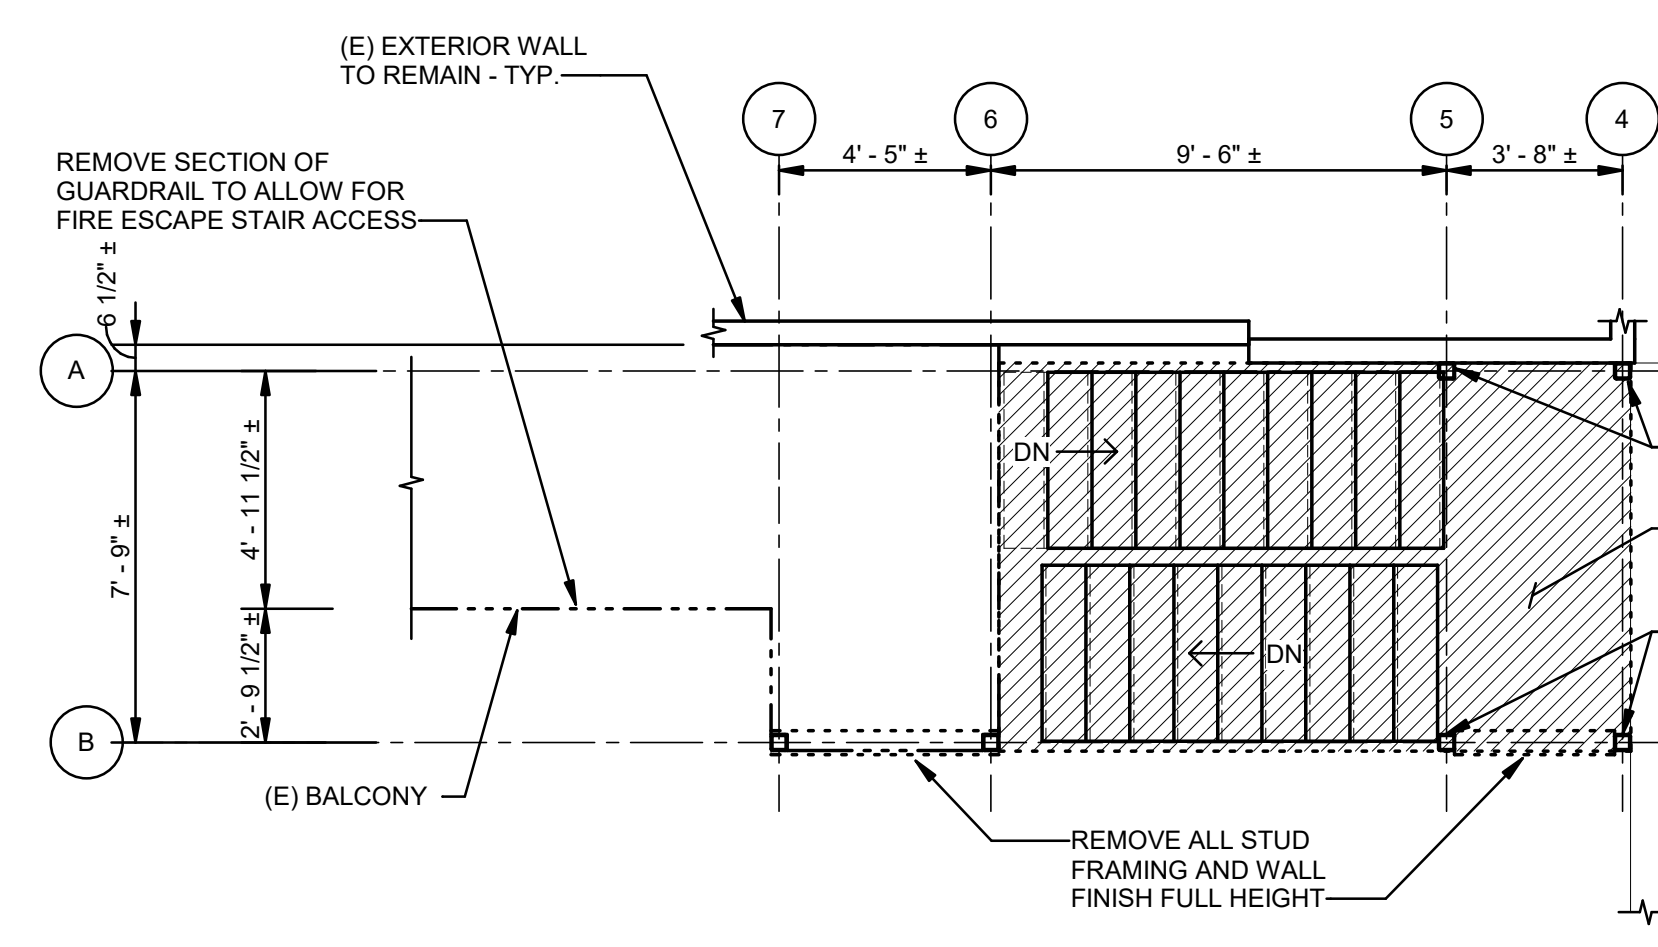 (E) EXTERIOR WALL
TO REMAIN - TYP.
7
6
5
4
4' - 5" ±
9' - 6" ±
3' - 8" ±
REMOVE SECTION OF
GUARDRAIL TO ALLOW FOR
FIRE ESCAPE STAIR ACCESS
6 1/2" ±
A
4' - 11 1/2" ±
7' - 9" ±
DN
2' - 9 1/2" ±
DN
B
(E) BALCONY
REMOVE ALL STUD
FRAMING AND WALL
FINISH FULL HEIGHT